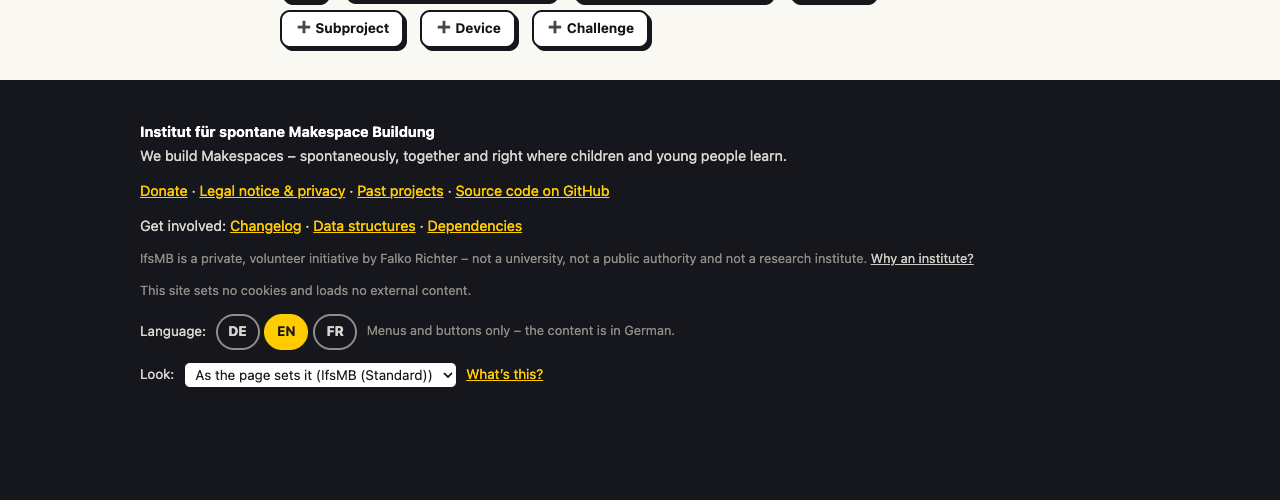 + Subproject + Device + Challenge
Institut für spontane Makespace Buildung
We build Makespaces – spontaneously, together and right where children and young people learn.
Donate · Legal notice & privacy · Past projects · Source code on GitHub
Get involved: Changelog · Data structures · Dependencies
IfsMB is a private, volunteer initiative by Falko Richter – not a university, not a public authority and not a research institute. Why an institute?
This site sets no cookies and loads no external content.
Language: DE EN FR Menus and buttons only – the content is in German.
Look: As the page sets it (IfsMB (Standard)) What's this?